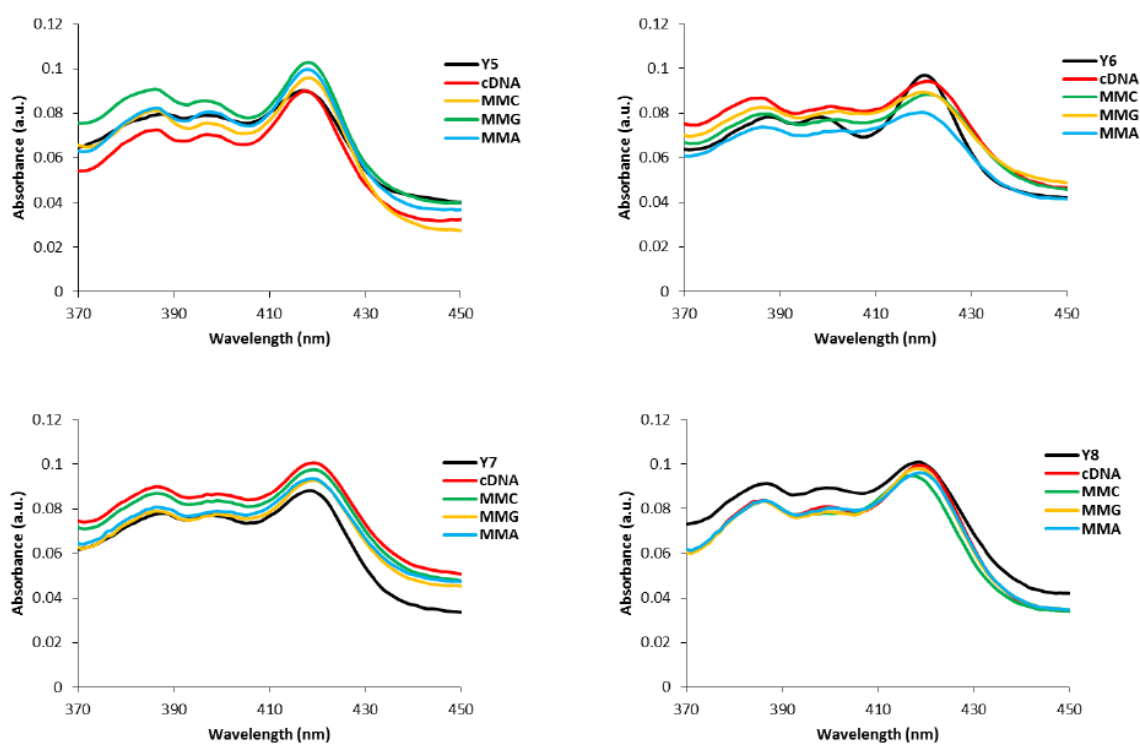 0.12
0.1
0.08
0.06
0.04
0.02
0
Absorbance (a.u.)
370 390 410 430 450
Wavelength (nm)
Y5
cDNA
MMC
MMG
MMA
0.12
0.1
0.08
0.06
0.04
0.02
0
Absorbance (a.u.)
370 390 410 430 450
Wavelength (nm)
Y6
cDNA
MMC
MMG
MMA
0.12
0.1
0.08
0.06
0.04
0.02
0
Absorbance (a.u.)
370 390 410 430 450
Wavelength (nm)
Y7
cDNA
MMC
MMG
MMA
0.12
0.1
0.08
0.06
0.04
0.02
0
Absorbance (a.u.)
370 390 410 430 450
Wavelength (nm)
Y8
cDNA
MMC
MMG
MMA